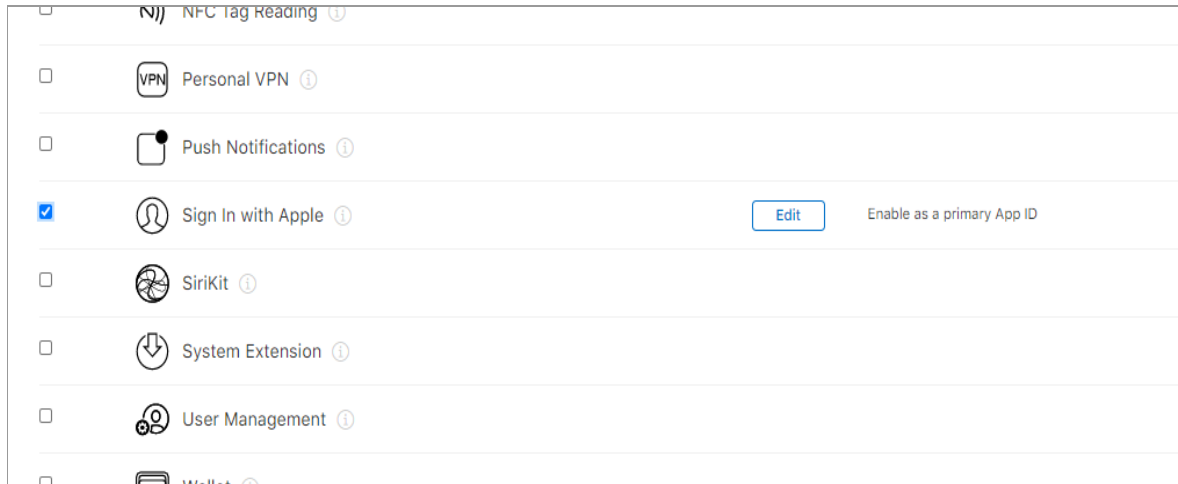 NFC Tag Reading
VPN Personal VPN
Push Notifications
Sign In with Apple Edit Enable as a primary App ID
SiriKit
System Extension
User Management
Wallet